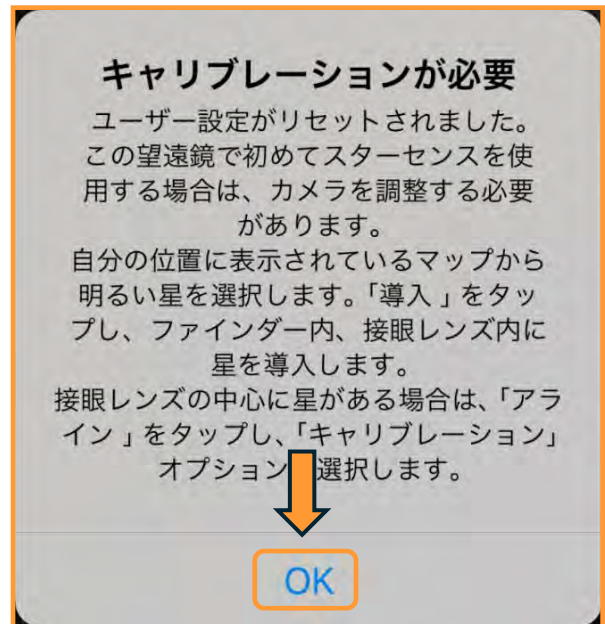 キャリブレーションが必要
ユーザー設定がリセットされました。
この望遠鏡で初めてスターセンスを使
用する場合は、カメラを調整する必要
があります。
自分の位置に表示されているマップから
明るい星を選択します。「導入 」をタッ
プし、ファインダー内、接眼レンズ内に
星を導入します。
接眼レンズの中心に星がある場合は、「アラ
イン 」をタップし、「キャリブレーション」
オプション 選択します。
OK